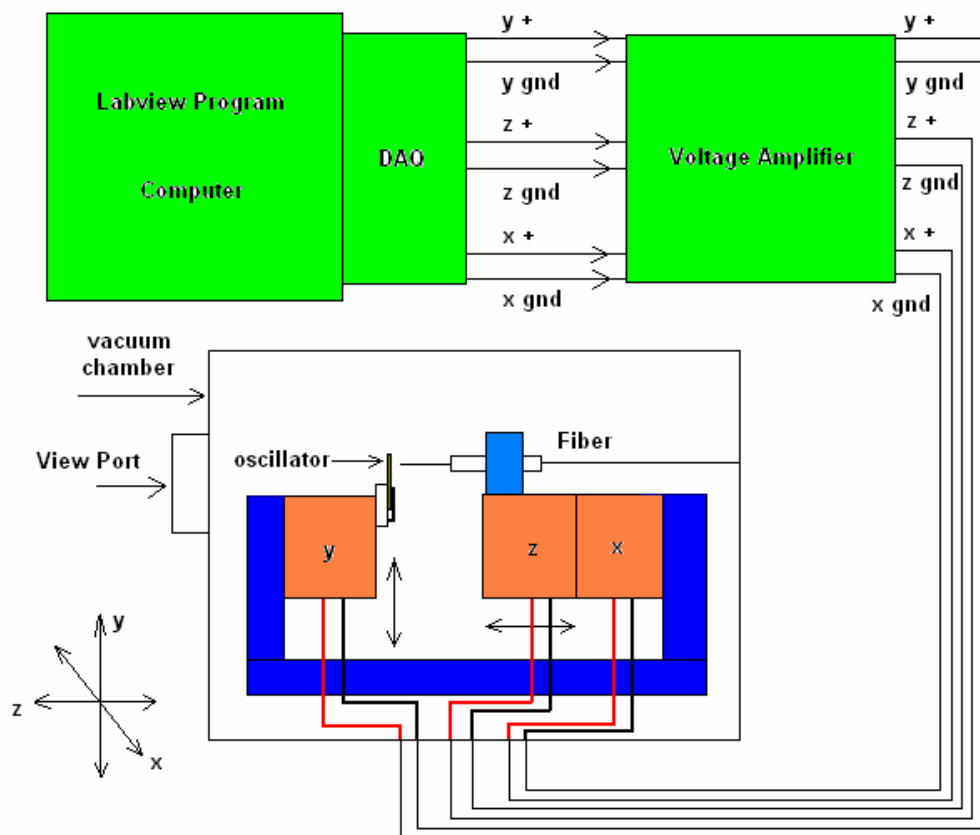 Labview Program
Computer
DAQ
y +
y gnd
z +
z gnd
x +
x gnd
Voltage Amplifier
y +
y gnd
z +
z gnd
x +
x gnd
vacuum
chamber
View Port
oscillator
Fiber
y
z
x
y
z
x